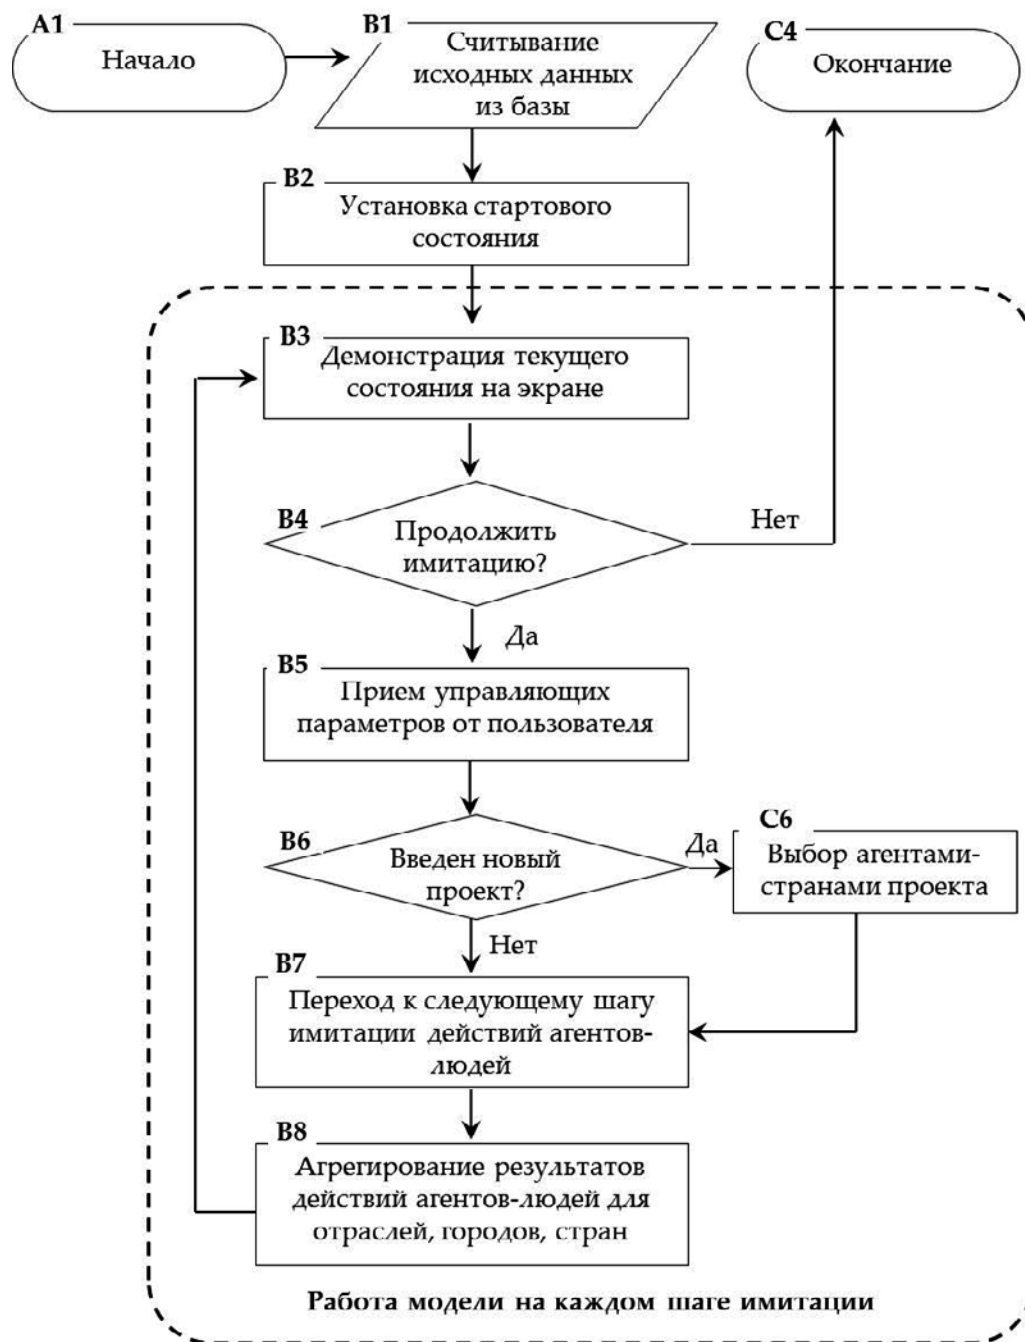 A1
Начало
B1
Считывание
исходных данных
из базы
C4
Окончание
B2
Установка стартового
состояния
B3
Демонстрация текущего
состояния на экране
B4
Продолжить
имитацию?
Нет
Да
B5
Прием управляющих
параметров от пользователя
B6
Введен новый
проект?
Да
C6
Выбор агентами-
странами проекта
Нет
B7
Переход к следующему шагу
имитации действий агентов-
людей
B8
Агрегирование результатов
действий агентов-людей для
отраслей, городов, стран
Работа модели на каждом шаге имитации